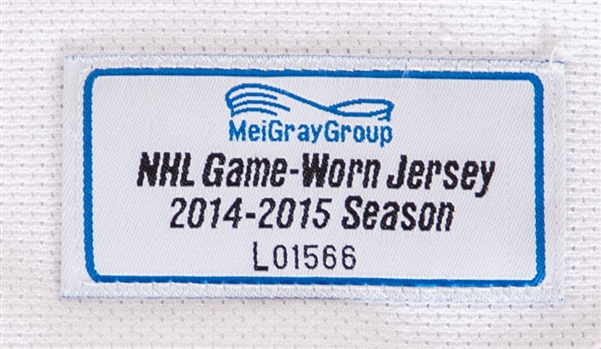 MeiGrayGroup
NHL Game-Worn Jersey
2014-2015 Season
L01566